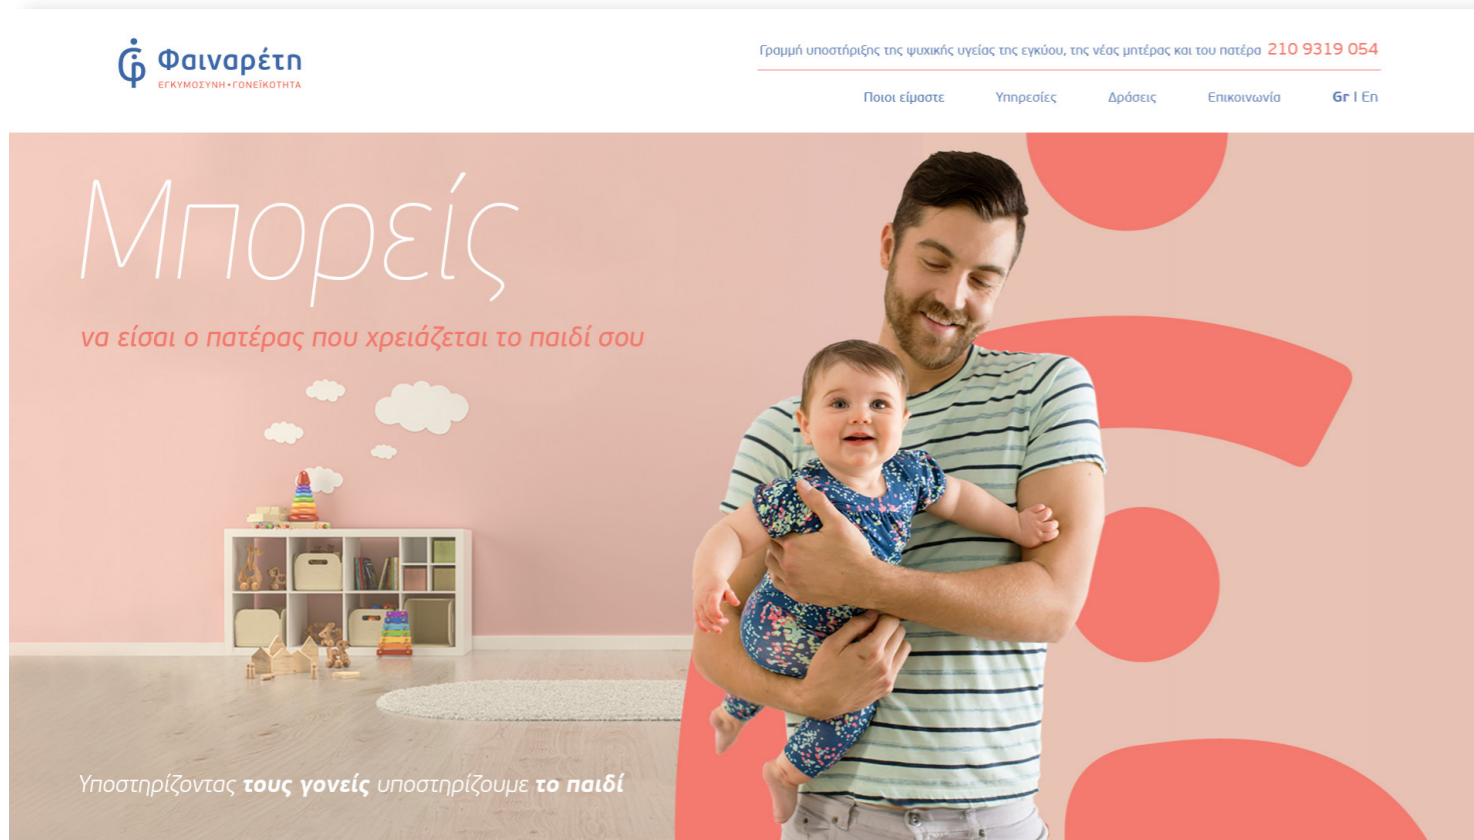 Φαιναρέτη
ΕΓΚΥΜΟΣΥΝΗ•ΓΟΝΕΪΚΟΤΗΤΑ
Γραμμή υποστήριξης της ψυχικής υγείας της εγκύου, της νέας μητέρας και του πατέρα 210 9319 054
Ποιοι είμαστε Υπηρεσίες Δράσεις Επικοινωνία Gr | En
Μπορείς
να είσαι ο πατέρας που χρειάζεται το παιδί σου
Υποστηρίζοντας τους γονείς υποστηρίζουμε το παιδί